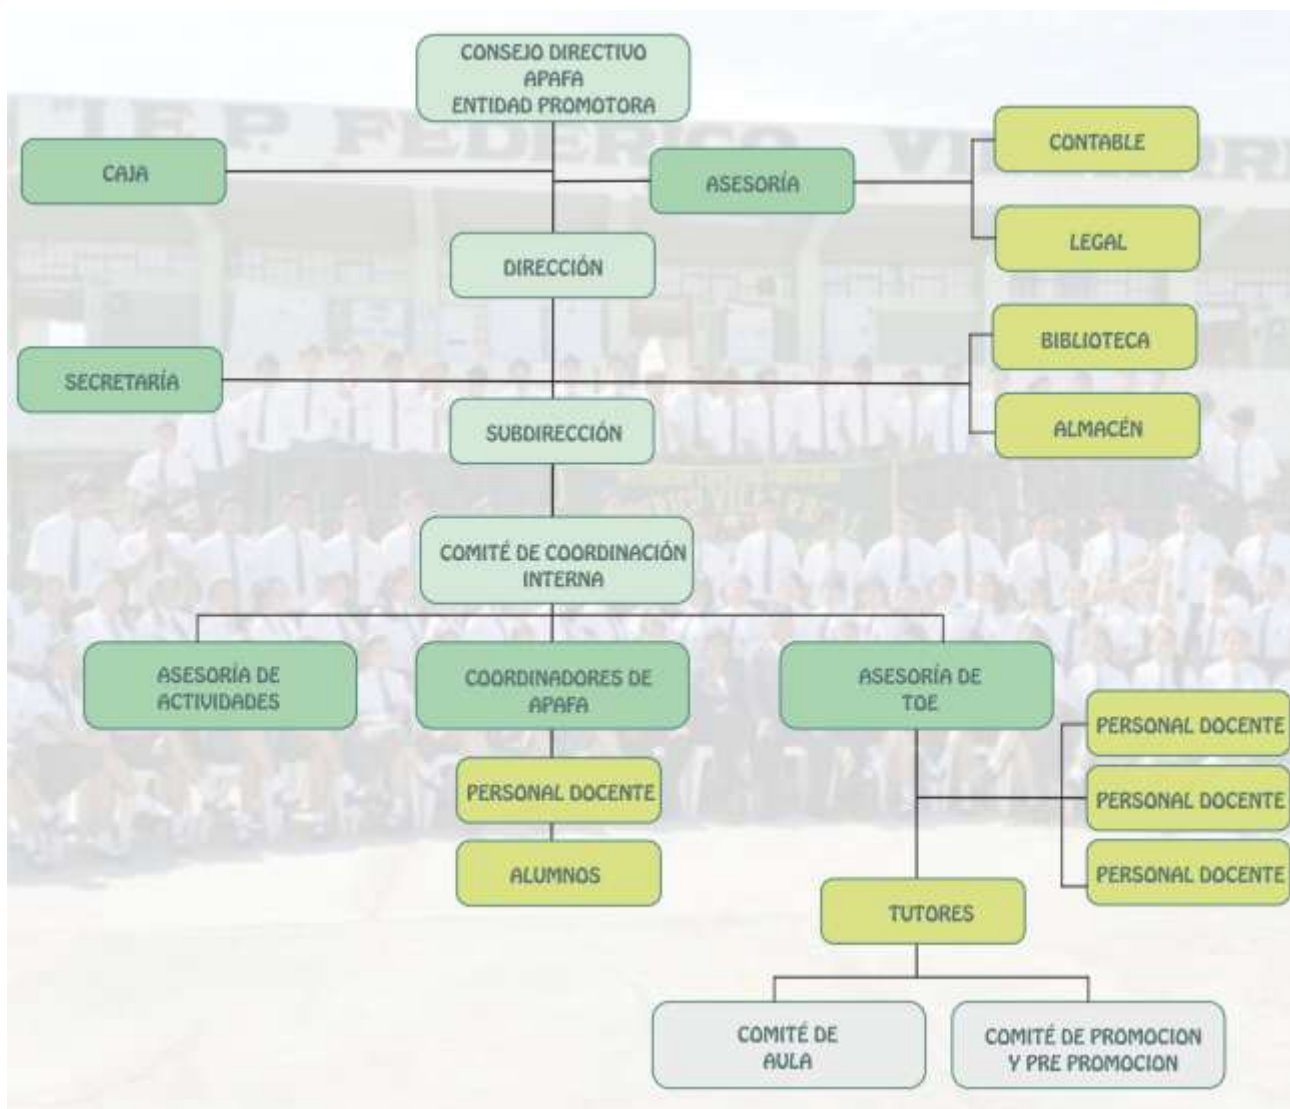 CONSEJO DIRECTIVO
APAFA
ENTIDAD PROMOTORA
"I.E.P. FEDERICO
CONTABLE
CAJA
ASESORÍA
LEGAL
DIRECCIÓN
BIBLIOTECA
SECRETARÍA
ALMACÉN
SUBDIRECCIÓN
COMITÉ DE COORDINACIÓN
INTERNA
ASESORÍA DE
ACTIVIDADES
COORDINADORES DE
APAFA
ASESORÍA DE
TOE
PERSONAL DOCENTE
PERSONAL DOCENTE
PERSONAL DOCENTE
PERSONAL DOCENTE
ALUMNOS
TUTORES
COMITÉ DE
AULA
COMITÉ DE PROMOCION
Y PRE PROMOCION